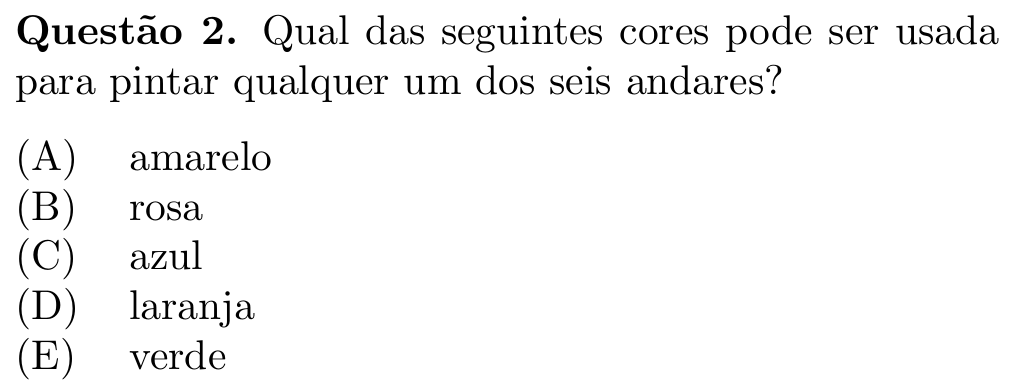 Questão 2. Qual das seguintes cores pode ser usada
para pintar qualquer um dos seis andares?
(A) amarelo
(B) rosa
(C) azul
(D) laranja
(E) verde